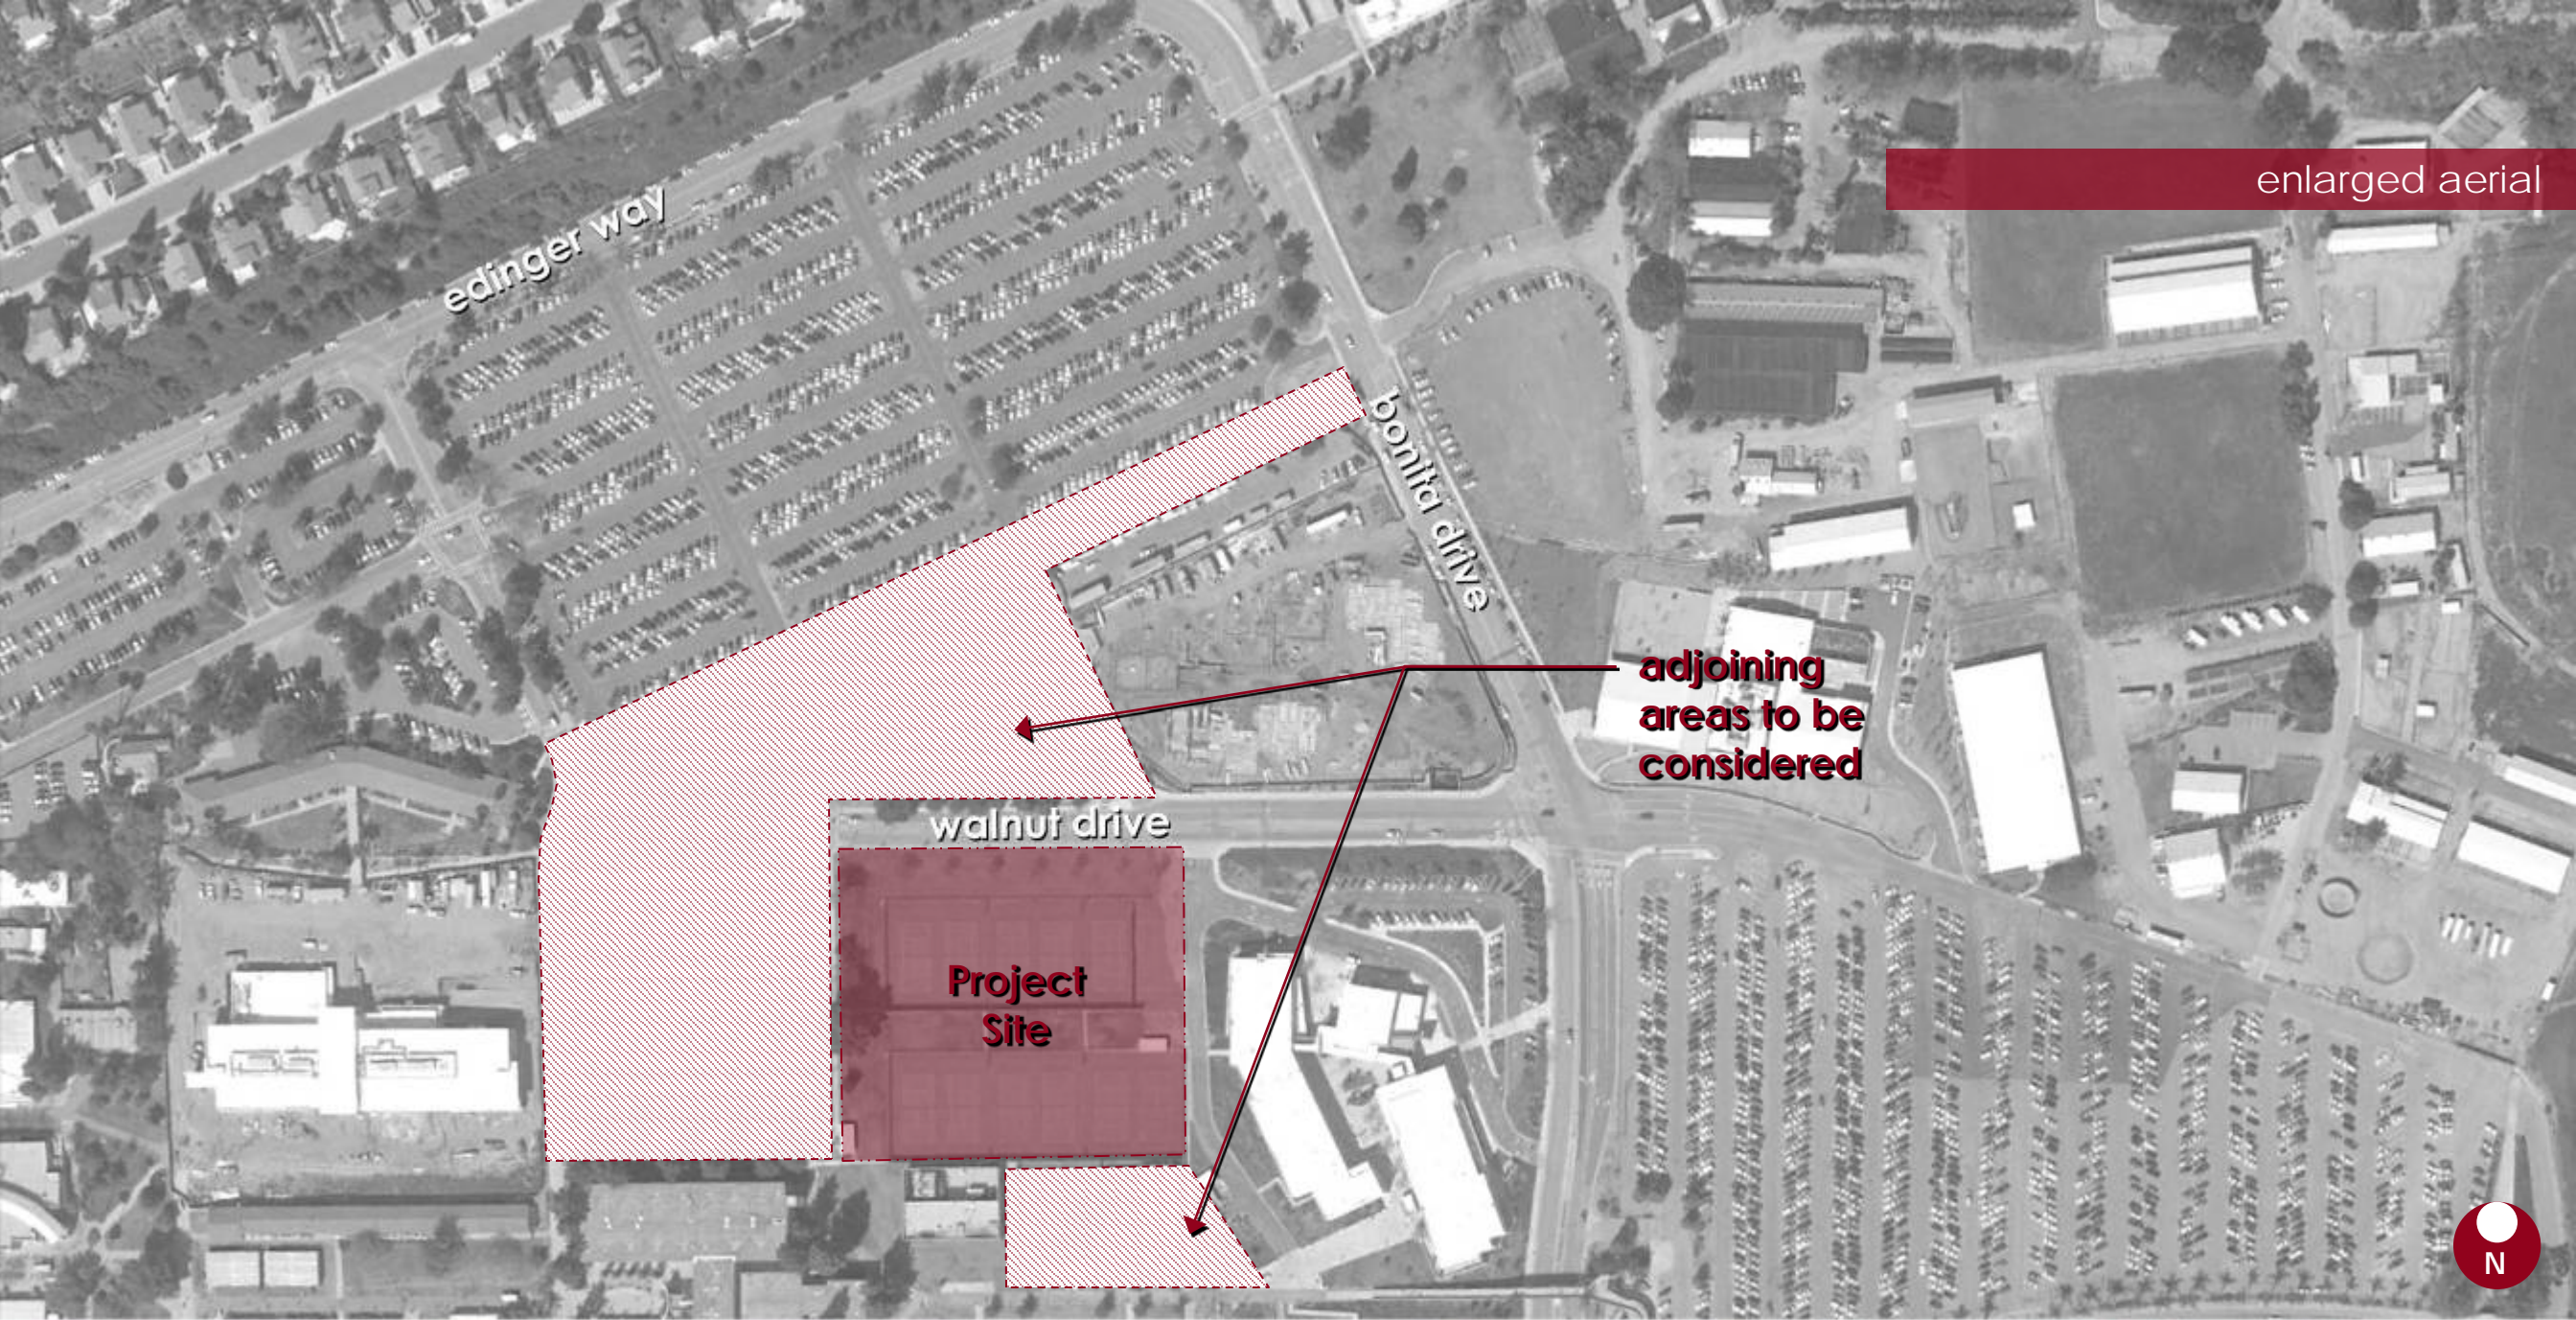 enlarged aerial
edinger way
bonita drive
adjoining
areas to be
considered
walnut drive
Project
Site
N